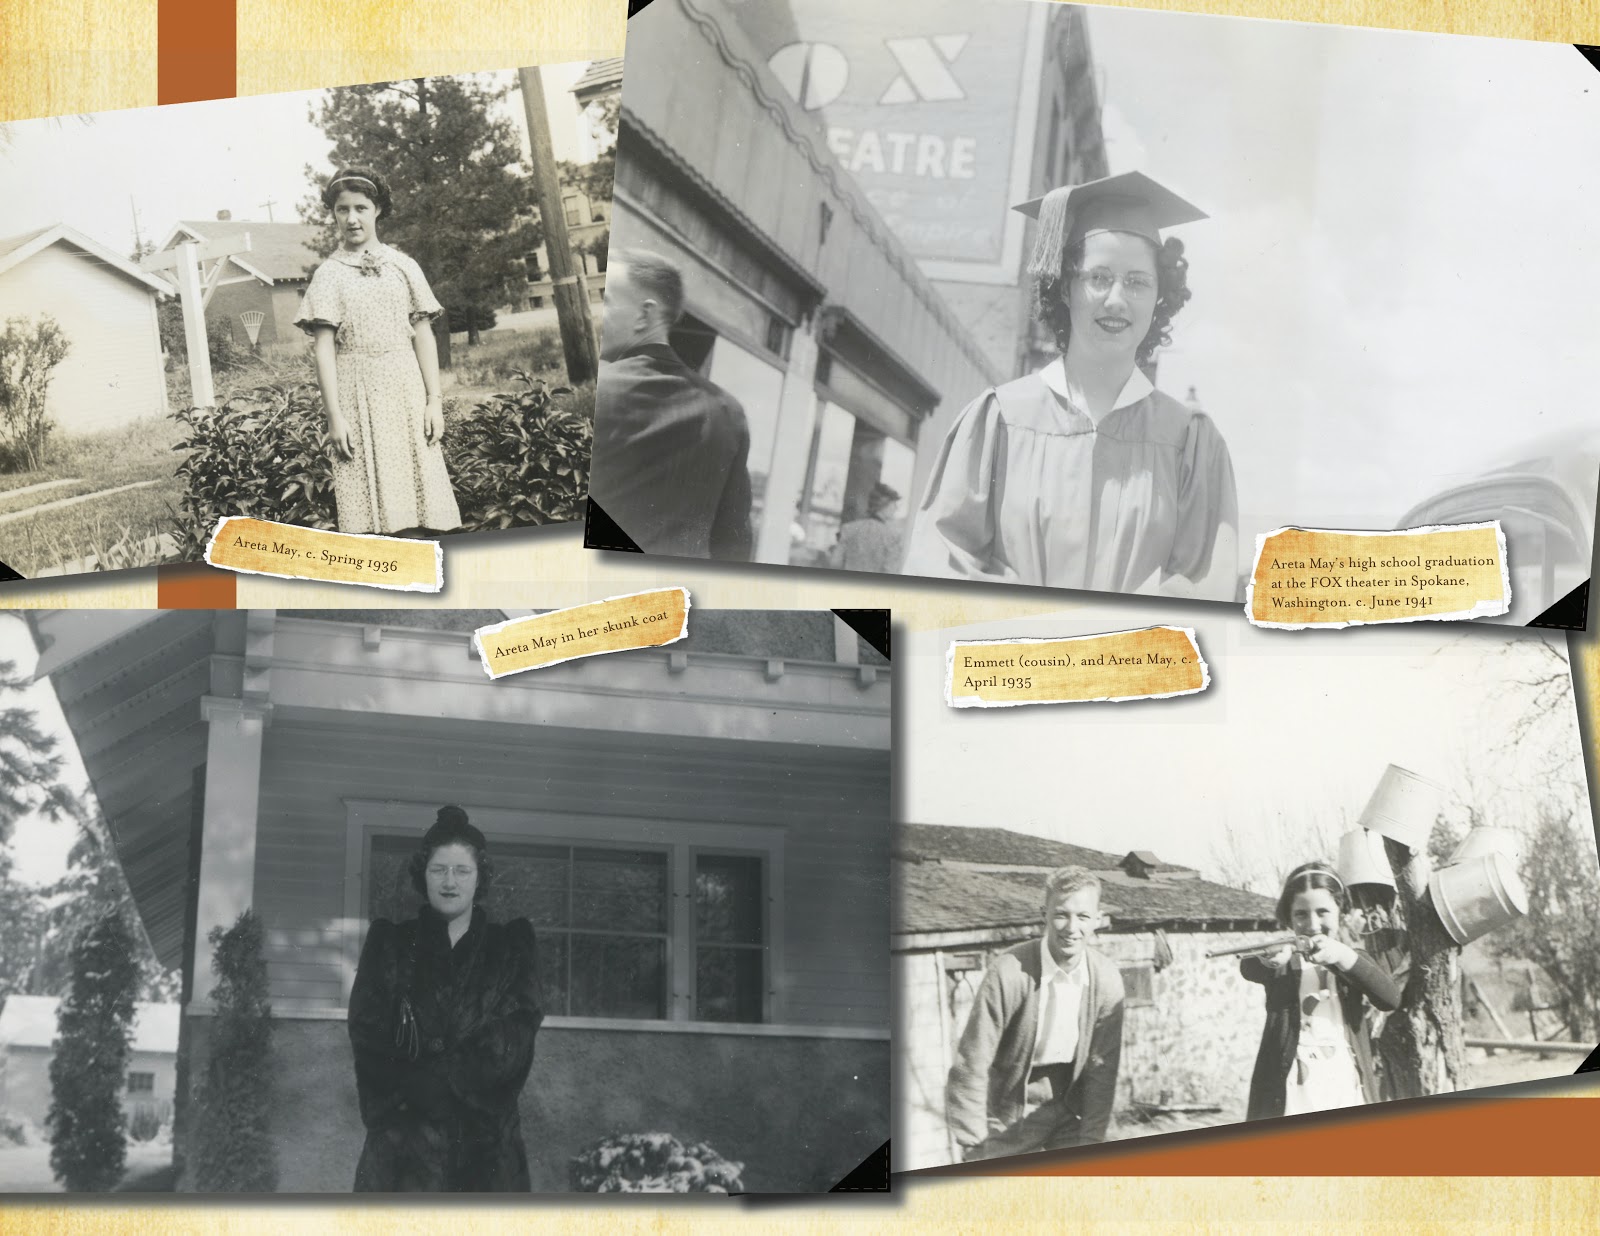 OX
EATRE
of
Empire
Areta May, c. Spring 1936
Areta May's high school graduation
at the FOX theater in Spokane,
Washington. c. June 1941
Areta May in her skunk coat
Emmett (cousin), and Areta May, c.
April 1935